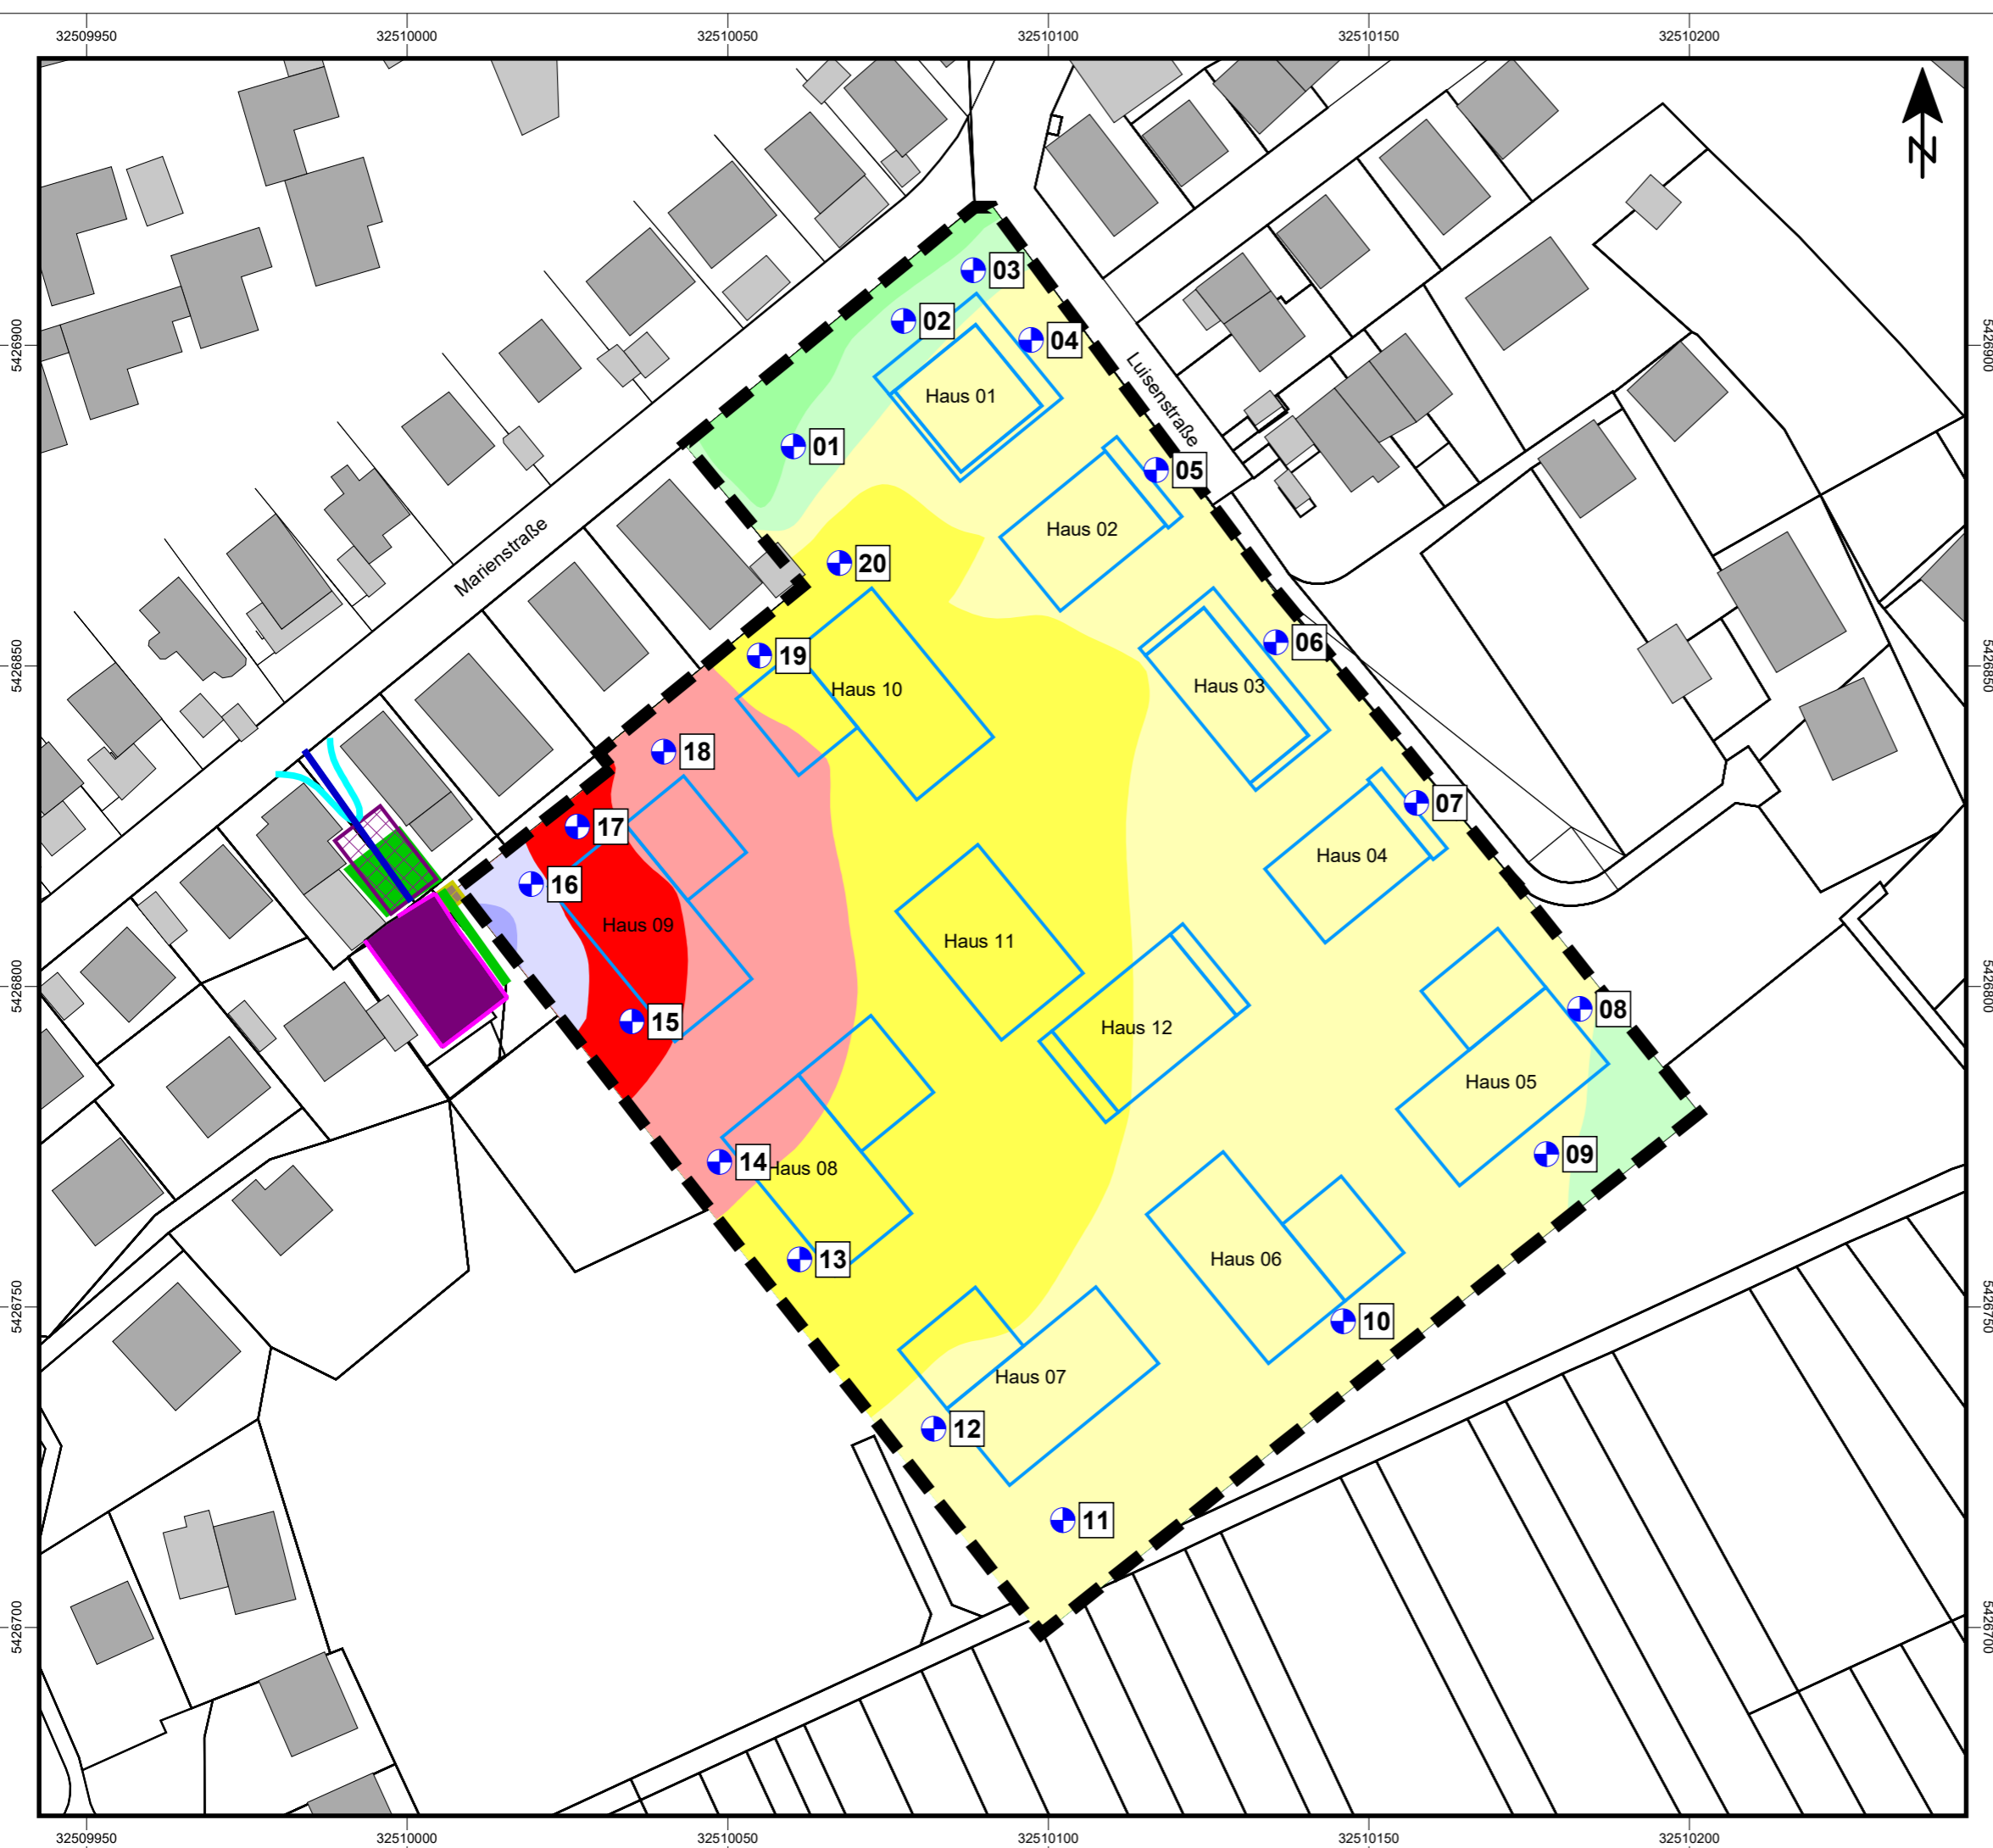 32509950 32510000 32510050 32510100 32510150 32510200
N
03
02
04
5426900 5426900
Luisenstraße
Haus 01
01
05
Haus 02
Marienstraße
20
06
19
5426850 5426850
Haus 10
Haus 03
18
07
17
Haus 04
16
Haus 09
Haus 11
5426800 5426800
08
15
Haus 12
Haus 05
09
14
Haus 08
13
Haus 06
5426750 5426750
10
Haus 07
12
11
5426700 5426700
32509950 32510000 32510050 32510100 32510150 32510200